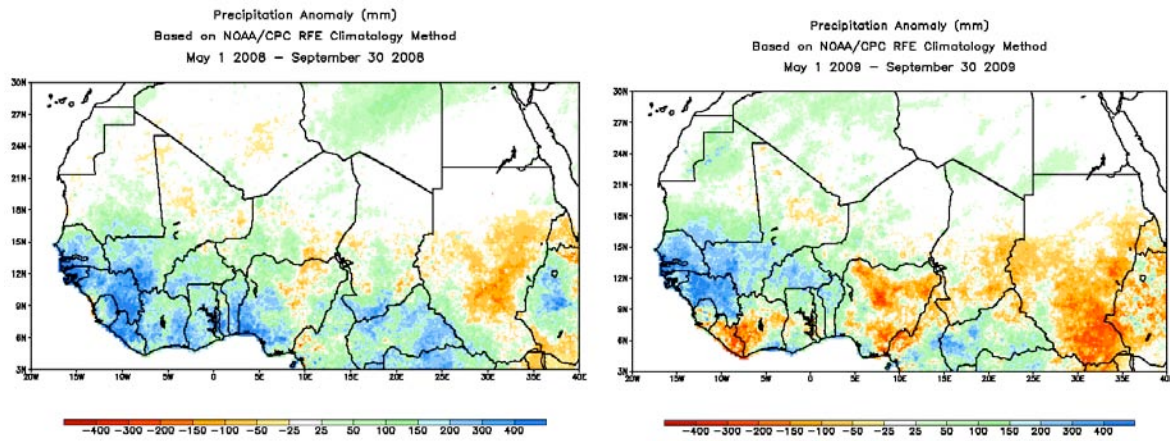 Precipitation Anomaly (mm)
Based on NOAA/CPC RFE Climatology Method
May 1 2008 – September 30 2008
30N
27N
24N
21N
18N
15N
12N
9N
6N
3N
20W 15W 10W 5W 0 5E 10E 15E 20E 25E 30E 35E 40E
-400 -300 -200 -150 -100 -50 -25 25 50 100 150 200 300 400
Precipitation Anomaly (mm)
Based on NOAA/CPC RFE Climatology Method
May 1 2009 – September 30 2009
30N
27N
24N
21N
18N
15N
12N
9N
6N
3N
20W 15W 10W 5W 0 5E 10E 15E 20E 25E 30E 35E 40E
-400 -300 -200 -150 -100 -50 -25 25 50 100 150 200 300 400